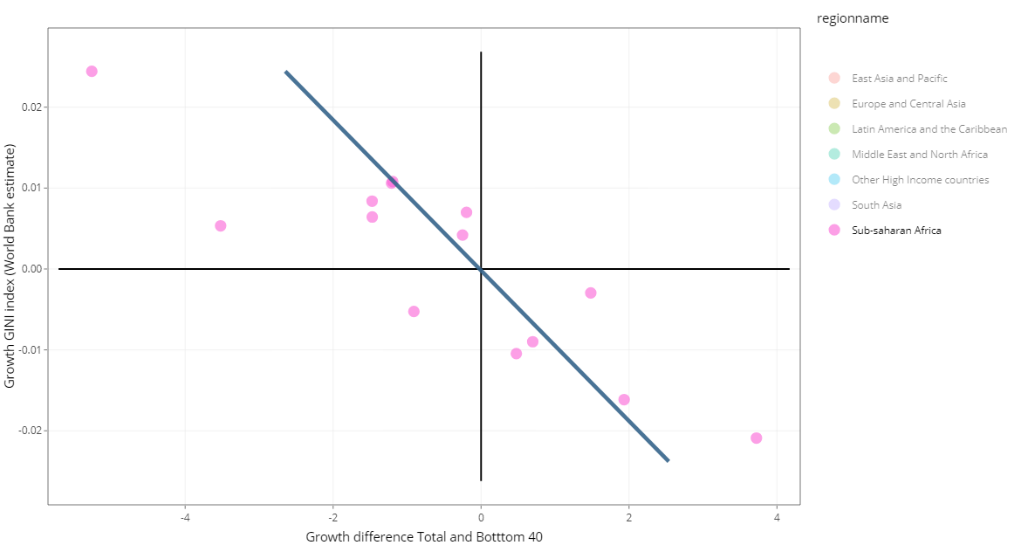 regionname
East Asia and Pacific
Europe and Central Asia
Latin America and the Caribbean
Middle East and North Africa
Other High Income countries
South Asia
Sub-saharan Africa
Growth GINI index (World Bank estimate)
0.02
0.01
0.00
-0.01
-0.02
-4 -2 0 2 4
Growth difference Total and Botttom 40